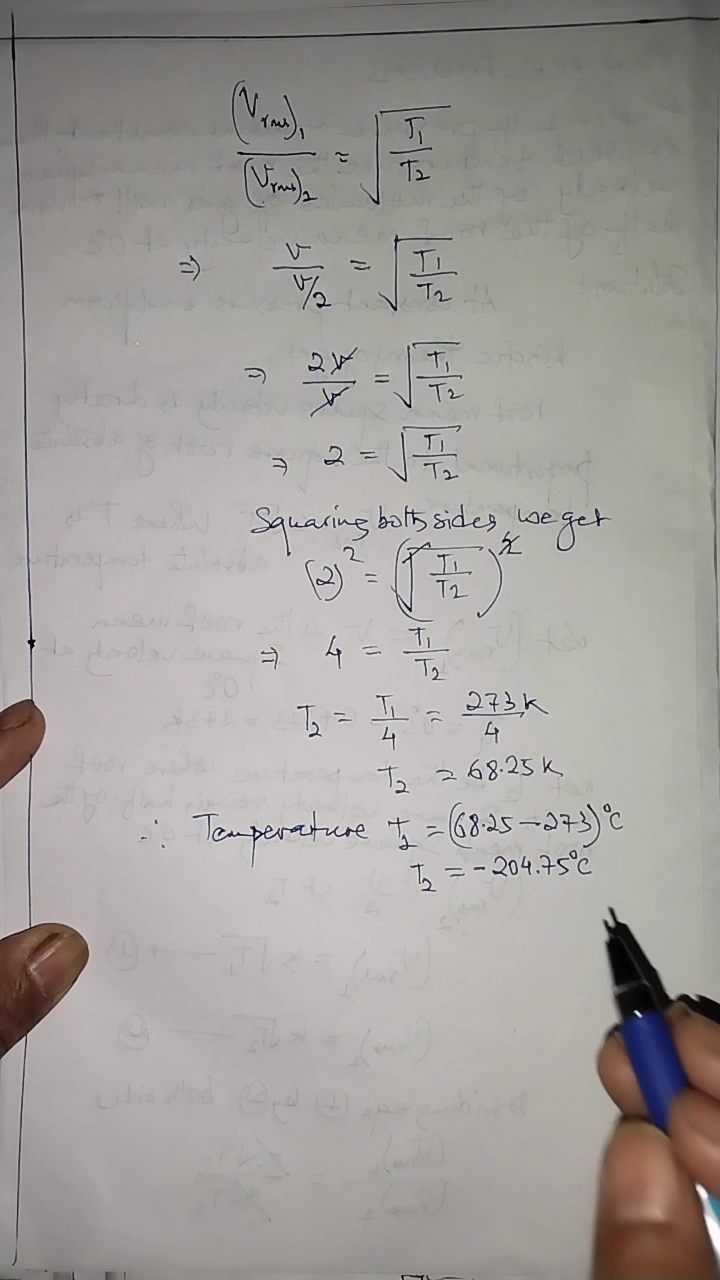 (Vrms)₁ / (Vrms)₂ = √(T₁/T₂)
⇒ V / (V/2) = √(T₁/T₂)
⇒ 2V / V = √(T₁/T₂)
⇒ 2 = √(T₁/T₂)
Squaring both sides we get
(2)² = (√(T₁/T₂))²
⇒ 4 = T₁/T₂
T₂ = T₁/4 = 273K/4
T₂ = 68.25K
∴ Temperature T₂ = (68.25 - 273)°C
T₂ = -204.75°C